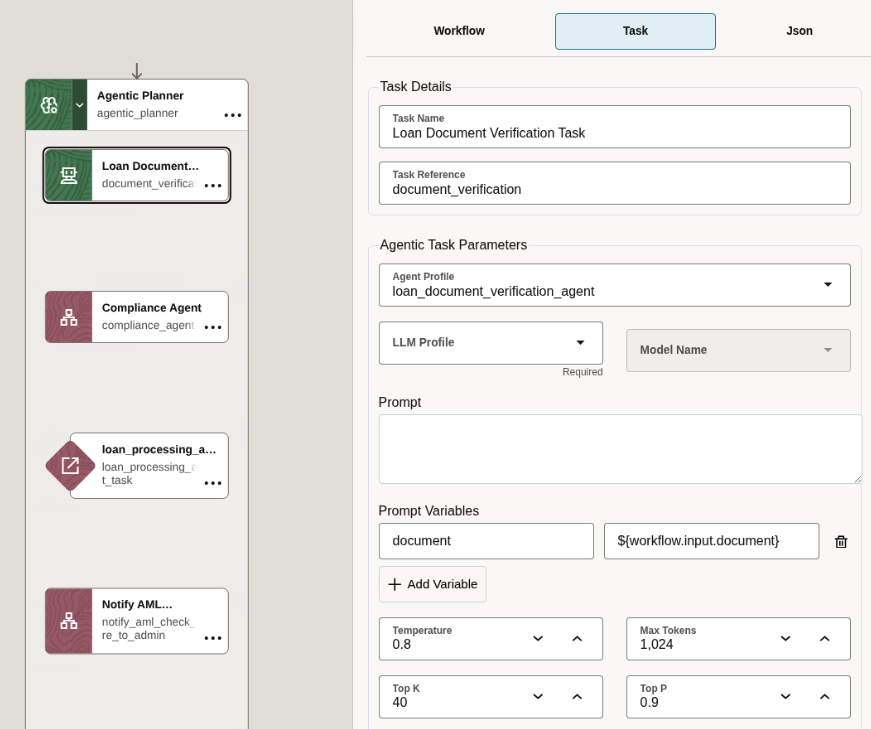 Workflow
Task
Json
Agentic Planner
agentic_planner
Loan Document...
document_verifica
Compliance Agent
compliance_agent
loan_processing_a...
loan_processing_a
t_task
Notify AML...
notify_aml_check_
re_to_admin
Task Details
Task Name
Loan Document Verification Task
Task Reference
document_verification
Agentic Task Parameters
Agent Profile
loan_document_verification_agent
LLM Profile
Model Name
Required
Prompt
Prompt Variables
document
${workflow.input.document}
Add Variable
Temperature
0.8
Max Tokens
1,024
Top K
40
Top P
0.9